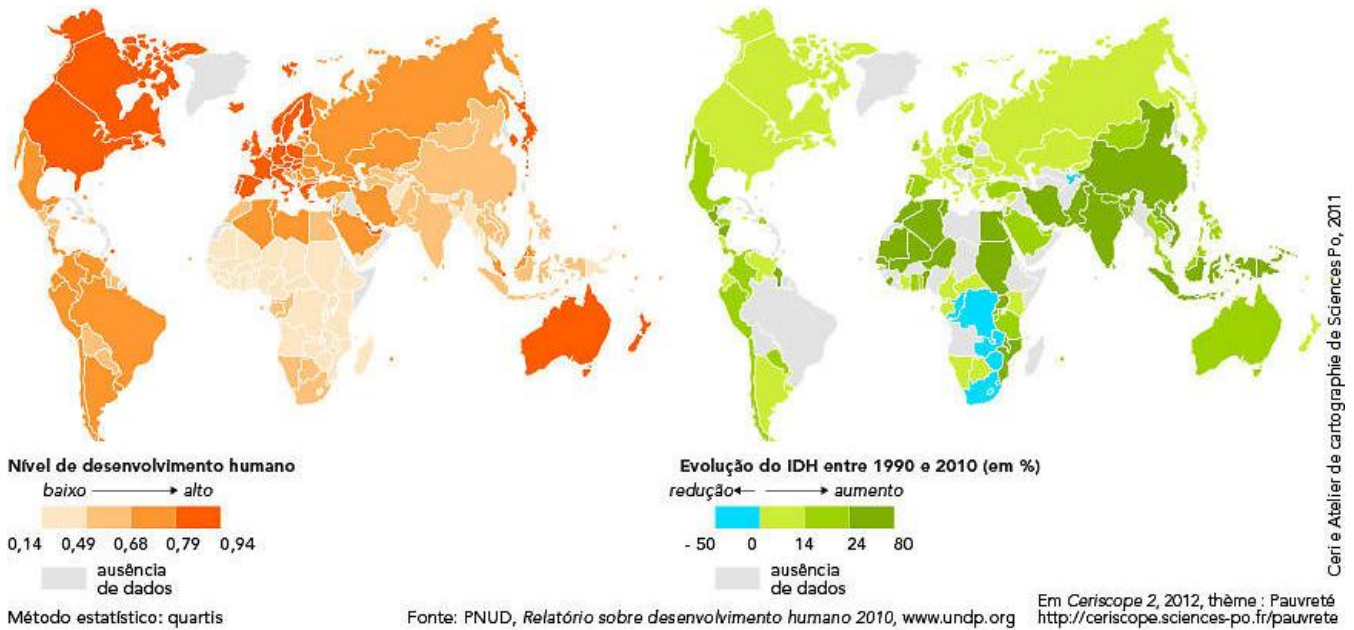 Nível de desenvolvimento humano
baixo alto
0,14 0,49 0,68 0,79 0,94
ausência
de dados
Método estatístico: quartis
Evolução do IDH entre 1990 e 2010 (em %)
redução aumento
- 50 0 14 24 80
ausência
de dados
Fonte: PNUD, Relatório sobre desenvolvimento humano 2010, www.undp.org
Em Ceriscope 2, 2012, thème : Pauvreté
http://ceriscope.sciences-po.fr/pauvrete
Ceri e Atelier de cartographie de Sciences Po, 2011